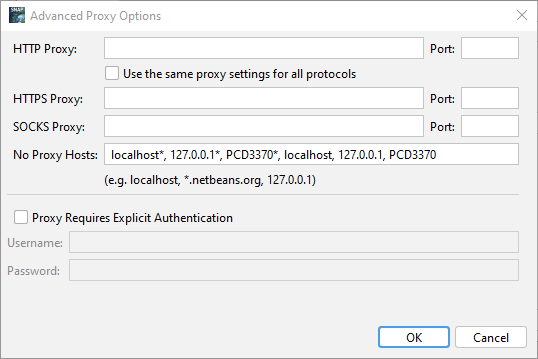 SNAP
Advanced Proxy Options
HTTP Proxy: Port:
Use the same proxy settings for all protocols
HTTPS Proxy: Port:
SOCKS Proxy: Port:
No Proxy Hosts: localhost*, 127.0.0.1*, PCD3370*, localhost, 127.0.0.1, PCD3370
(e.g. localhost, *.netbeans.org, 127.0.0.1)
Proxy Requires Explicit Authentication
Username:
Password:
OK Cancel